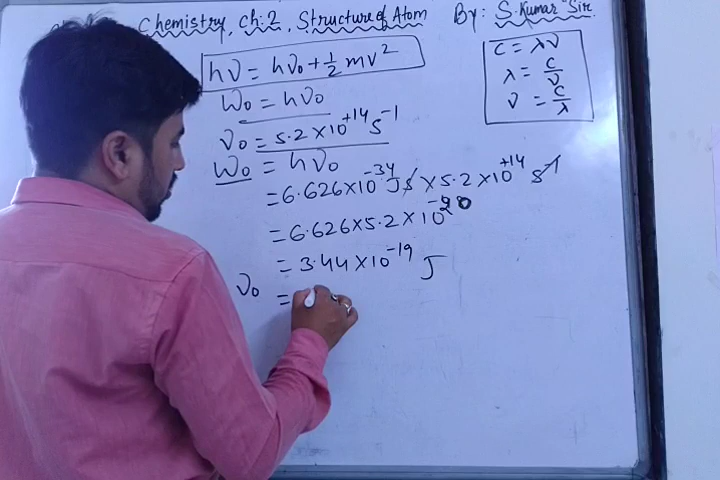 Chemistry, Ch:2, Structure of Atom By: S. Kumar "Sir.
hν = hν₀ + ½ mv²
W₀ = hν₀
ν₀ = 5.2 × 10⁺¹⁴ s⁻¹
W₀ = hν₀
= 6.626 × 10⁻³⁴ Js × 5.2 × 10⁺¹⁴ s⁻¹
= 6.626 × 5.2 × 10⁻²⁰
= 3.44 × 10⁻¹⁹ J
ν₀ =
c = λν
λ = c/ν
ν = c/λ